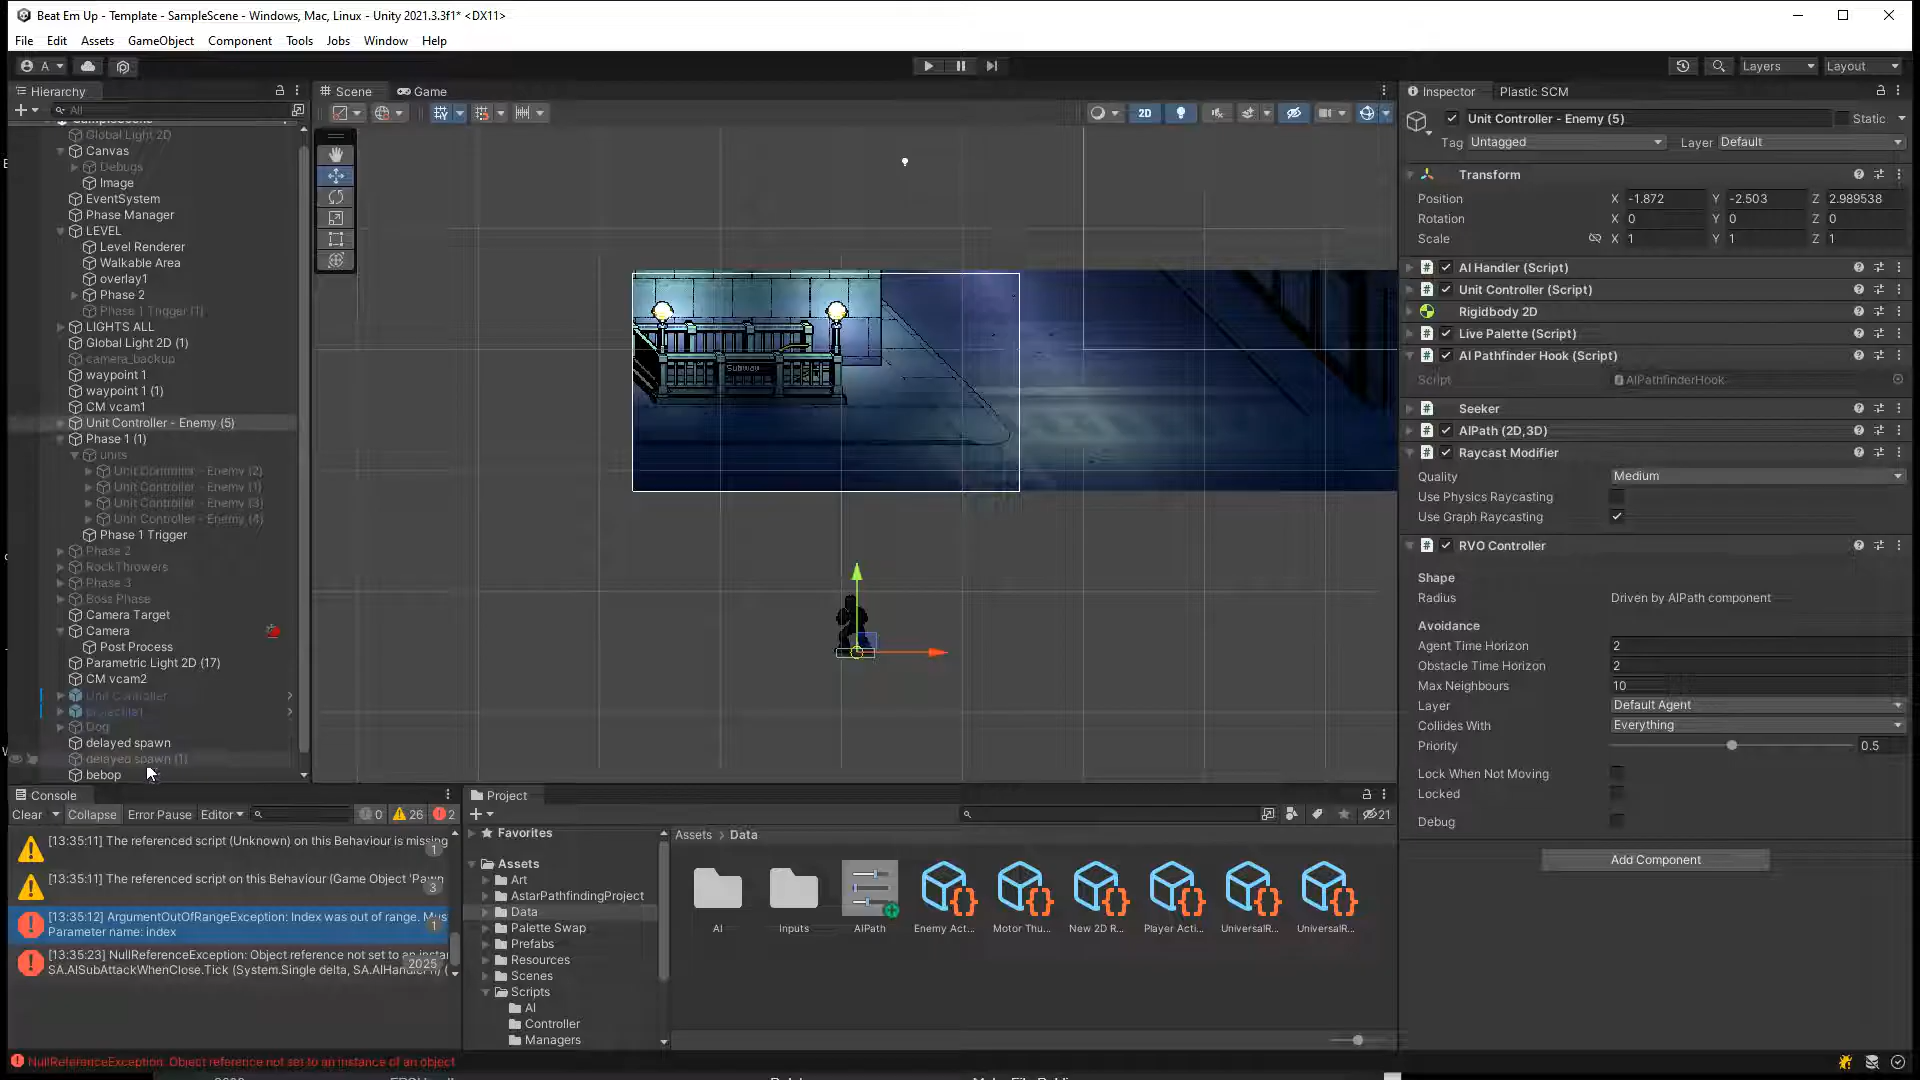 Beat Em Up - Template - SampleScene - Windows, Mac, Linux - Unity 2021.3.3f1* <DX11>
File Edit Assets GameObject Component Tools Jobs Window Help
A
Layers Layout
Hierarchy
All
SampleScene
Global Light 2D
Canvas
Debugs
Image
EventSystem
Phase Manager
LEVEL
Level Renderer
Walkable Area
overlay1
Phase 2
Phase 1 Trigger (1)
LIGHTS ALL
Global Light 2D (1)
camera_backup
waypoint 1
waypoint 1 (1)
CM vcam1
Unit Controller - Enemy (5)
Phase 1 (1)
units
Unit Controller - Enemy (2)
Unit Controller - Enemy (1)
Unit Controller - Enemy (3)
Unit Controller - Enemy (4)
Phase 1 Trigger
Phase 2
RockThrowers
Phase 3
Boss Phase
Camera Target
Camera
Post Process
Parametric Light 2D (17)
CM vcam2
Unit Controller
projectile1
Dog
delayed spawn
delayed spawn (1)
bebop
Scene Game
2D
Subway
Inspector Plastic SCM
Unit Controller - Enemy (5) Static
Tag Untagged Layer Default
Transform
Position X -1.872 Y -2.503 Z 2.989538
Rotation X 0 Y 0 Z 0
Scale X 1 Y 1 Z 1
AI Handler (Script)
Unit Controller (Script)
Rigidbody 2D
Live Palette (Script)
AI Pathfinder Hook (Script)
Script AIPathfinderHook
Seeker
AIPath (2D,3D)
Raycast Modifier
Quality Medium
Use Physics Raycasting
Use Graph Raycasting
RVO Controller
Shape
Radius Driven by AIPath component
Avoidance
Agent Time Horizon 2
Obstacle Time Horizon 2
Max Neighbours 10
Layer Default Agent
Collides With Everything
Priority 0.5
Lock When Not Moving
Locked
Debug
Add Component
Console
Clear Collapse Error Pause Editor 0 26 2
[13:35:11] The referenced script (Unknown) on this Behaviour is missing
1
[13:35:11] The referenced script on this Behaviour (Game Object 'Pawn
3
[13:35:12] ArgumentOutOfRangeException: Index was out of range. Mus
Parameter name: index
1
[13:35:23] NullReferenceException: Object reference not set to an instan
SA.AISubAttackWhenClose.Tick (System.Single delta, SA.AIHandler
2025
NullReferenceException: Object reference not set to an instance of an object
Project
21
Favorites
Assets
Art
AstarPathfindingProject
Data
Palette Swap
Prefabs
Resources
Scenes
Scripts
AI
Controller
Managers
Assets > Data
AI Inputs AIPath Enemy Act... Motor Thu... New 2D R... Player Acti... UniversalR... UniversalR...